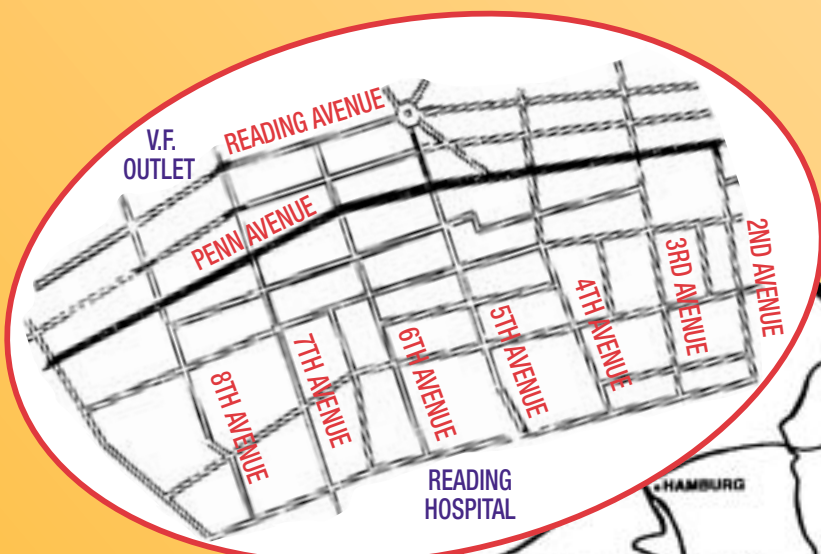 V.F.
OUTLET
READING AVENUE
PENN AVENUE
2ND AVENUE
3RD AVENUE
4TH AVENUE
5TH AVENUE
6TH AVENUE
7TH AVENUE
8TH AVENUE
READING
HOSPITAL
HAMBURG